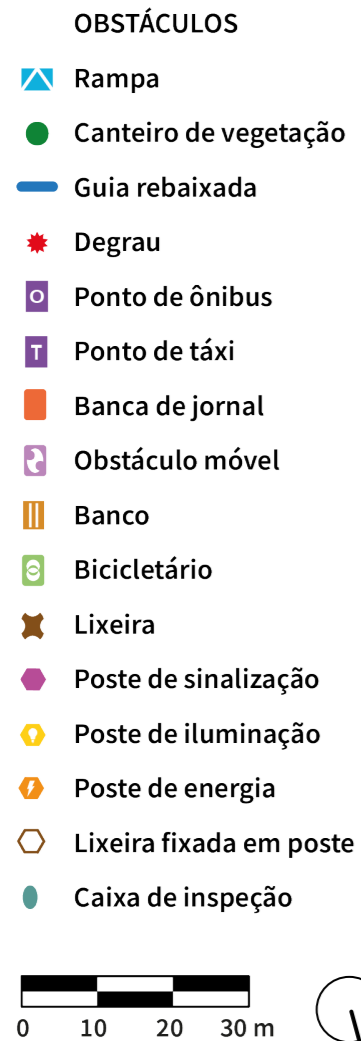 OBSTÁCULOS
Rampa
Canteiro de vegetação
Guia rebaixada
Degrau
O Ponto de ônibus
T Ponto de táxi
Banca de jornal
Obstáculo móvel
Banco
Bicicletário
Lixeira
Poste de sinalização
Poste de iluminação
Poste de energia
Lixeira fixada em poste
Caixa de inspeção
0 10 20 30 m